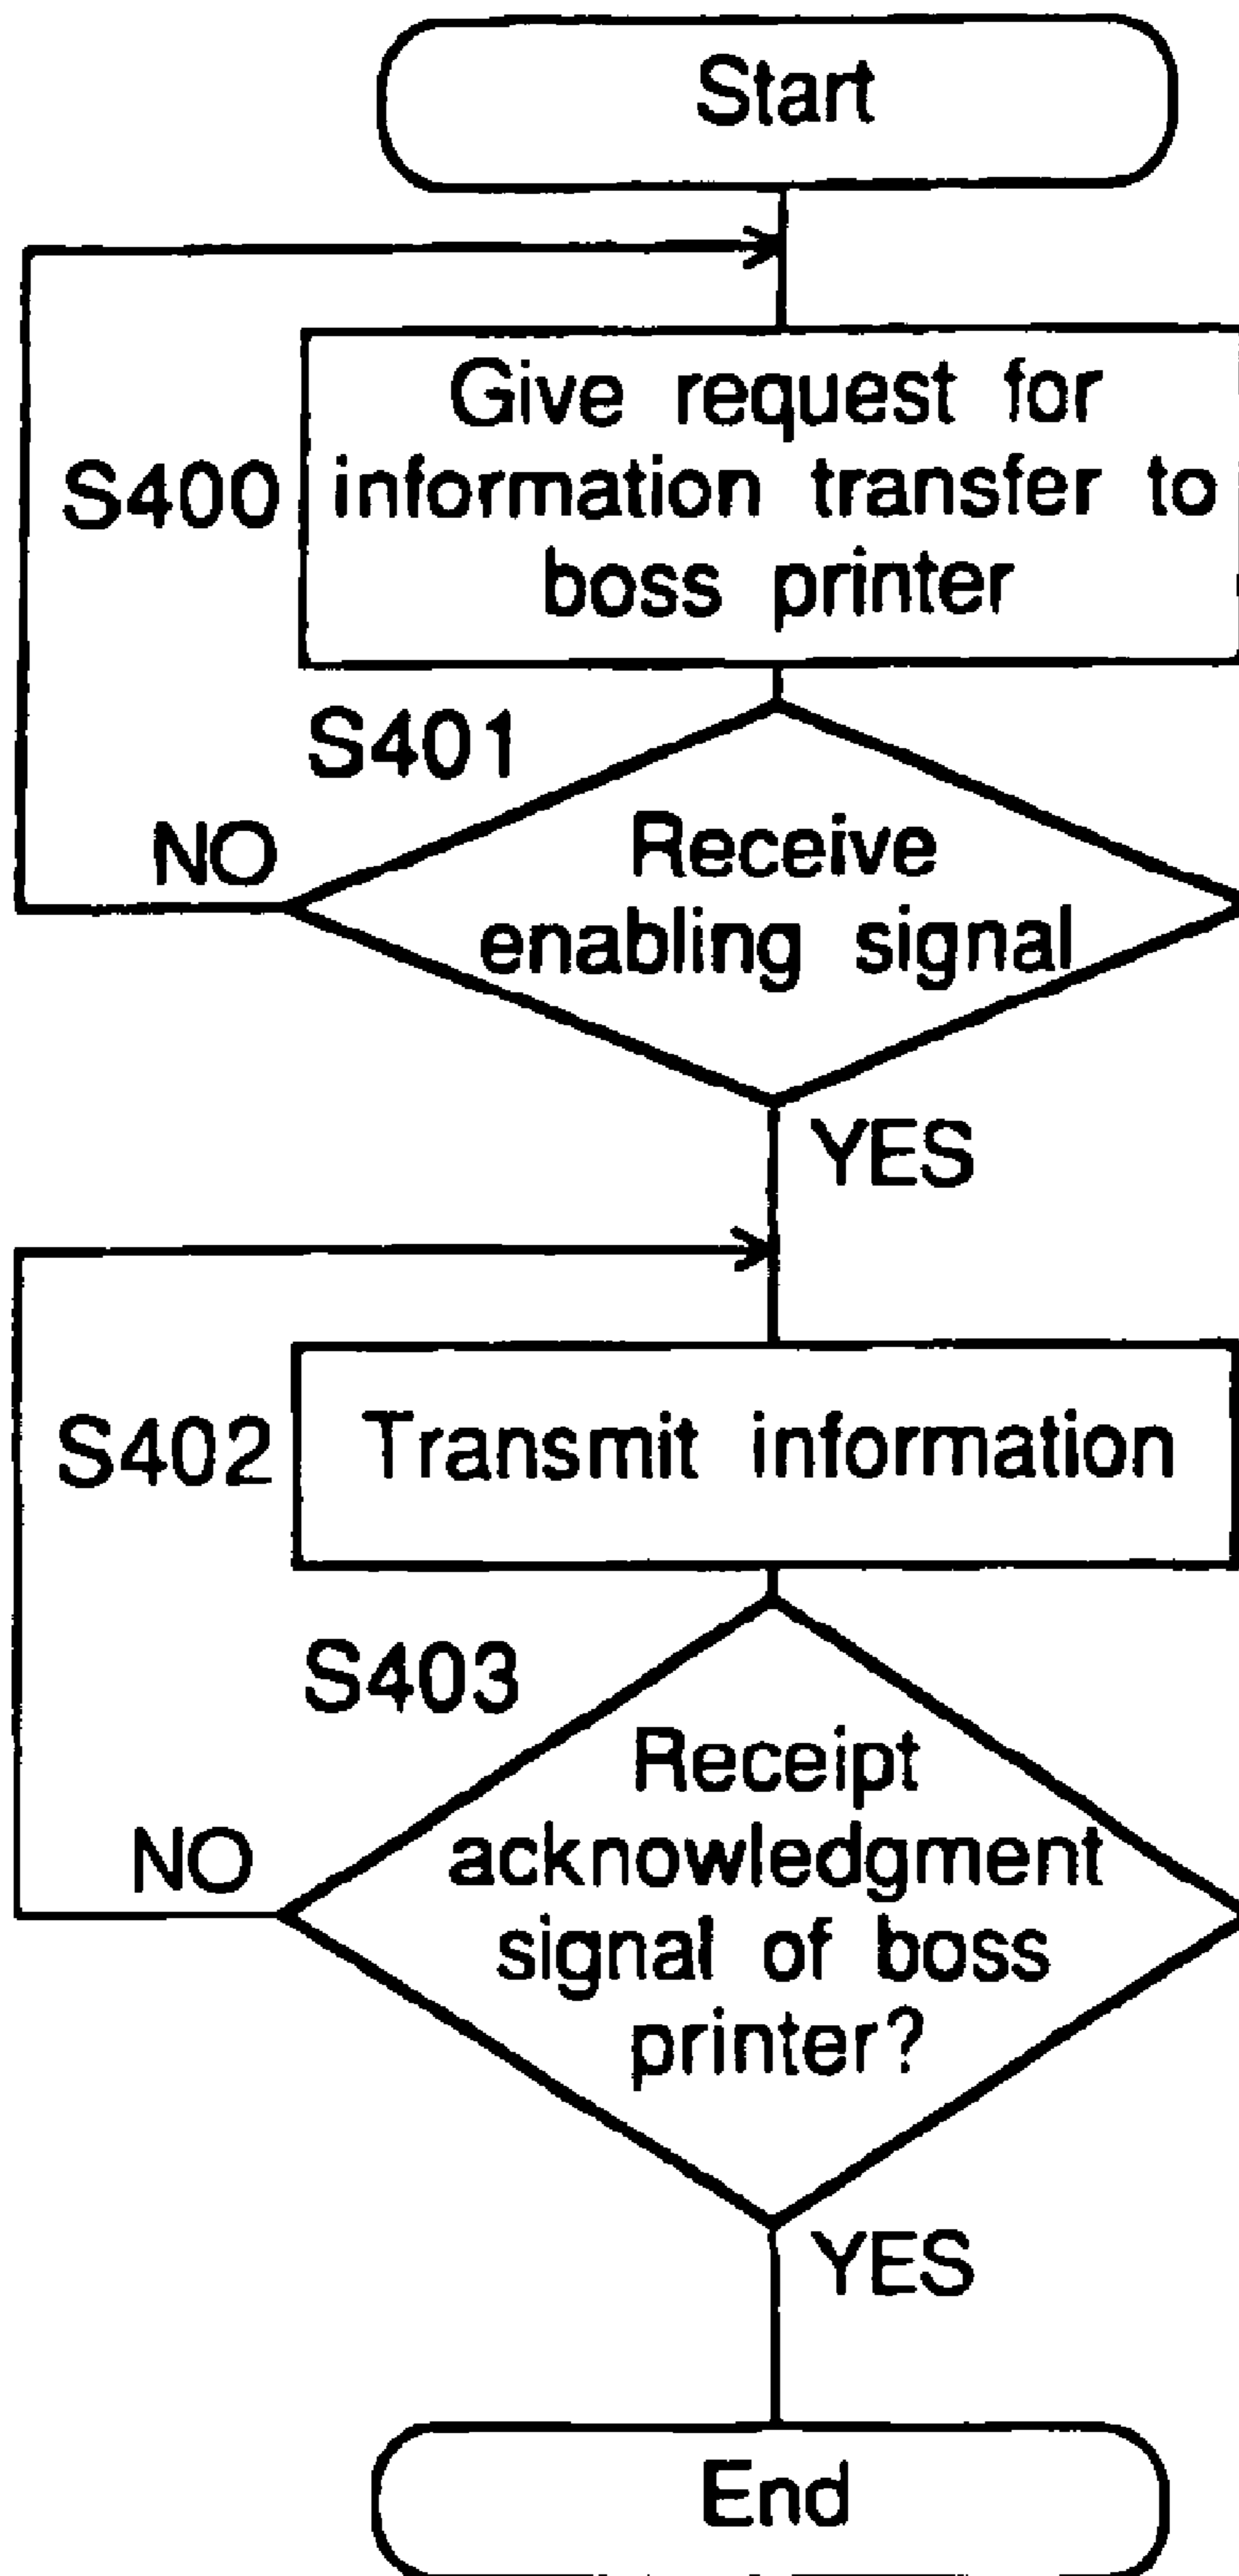 Start
Give request for
S400
information transfer to
boss printer
S401
NO
Receive
enabling signal
YES
S402
Transmit information
S403
Receipt
NO
acknowledgment
signal of boss
printer?
YES
End